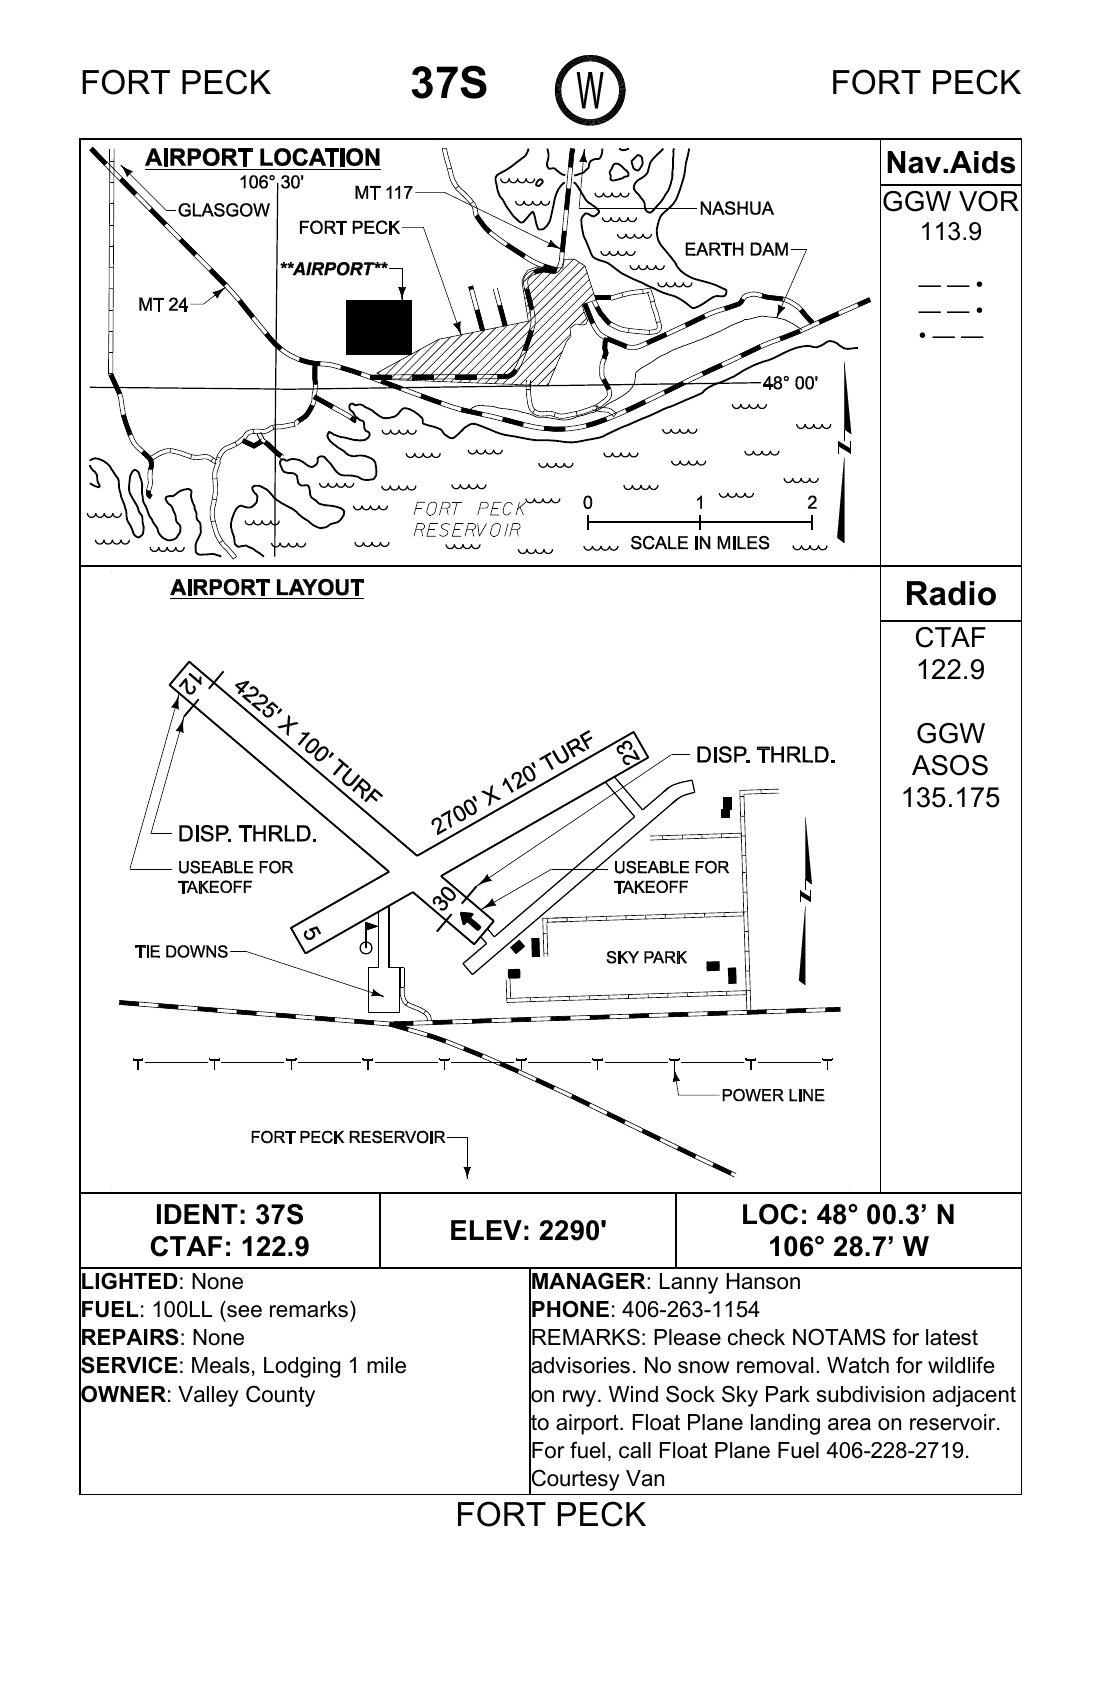 FORT PECK 37S W FORT PECK
AIRPORT LOCATION
106° 30'
GLASGOW
MT 117
FORT PECK
NASHUA
EARTH DAM
**AIRPORT**
MT 24
48° 00'
N
FORT PECK
RESERVOIR
0 1 2
SCALE IN MILES
Nav.Aids
GGW VOR
113.9
— — •
— — •
• — —
AIRPORT LAYOUT
12
4225' X 100' TURF
2700' X 120' TURF
23
DISP. THRLD.
DISP. THRLD.
USEABLE FOR
TAKEOFF
USEABLE FOR
TAKEOFF
30
5
N
TIE DOWNS
SKY PARK
POWER LINE
FORT PECK RESERVOIR
Radio
CTAF
122.9
GGW
ASOS
135.175
IDENT: 37S
CTAF: 122.9
ELEV: 2290'
LOC: 48° 00.3’ N
106° 28.7’ W
LIGHTED: None
FUEL: 100LL (see remarks)
REPAIRS: None
SERVICE: Meals, Lodging 1 mile
OWNER: Valley County
MANAGER: Lanny Hanson
PHONE: 406-263-1154
REMARKS: Please check NOTAMS for latest
advisories. No snow removal. Watch for wildlife
on rwy. Wind Sock Sky Park subdivision adjacent
to airport. Float Plane landing area on reservoir.
For fuel, call Float Plane Fuel 406-228-2719.
Courtesy Van
FORT PECK